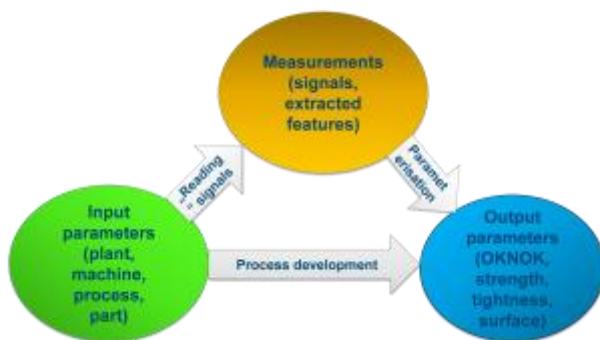 Measurements
(signals,
extracted
features)
„Reading
“ signals
Paramet
erisation
Input
parameters
(plant,
machine,
process,
part)
Process development
Output
parameters
(OKNOK,
strength,
tightness,
surface)